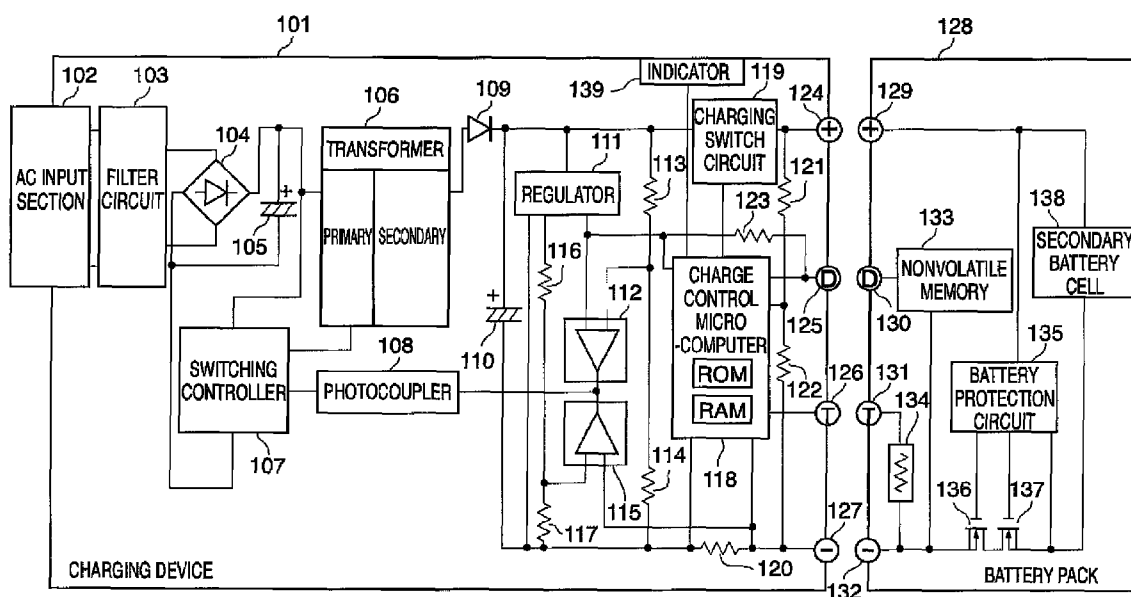 101
128
102
103
INDICATOR
119
106
109
139
124
129
104
CHARGING
SWITCH
CIRCUIT
111
113
121
TRANSFORMER
AC INPUT
SECTION
FILTER
CIRCUIT
+
REGULATOR
123
138
133
105
PRIMARY
SECONDARY
116
SECONDARY
BATTERY
CELL
NONVOLATILE
MEMORY
+
CHARGE
CONTROL
MICRO
-COMPUTER
D
D
112
125
130
110
135
108
122
126
131
SWITCHING
CONTROLLER
PHOTOCOUPLER
ROM
RAM
T
T
134
BATTERY
PROTECTION
CIRCUIT
107
114
118
115
136
137
117
127
120
132
CHARGING DEVICE
BATTERY PACK